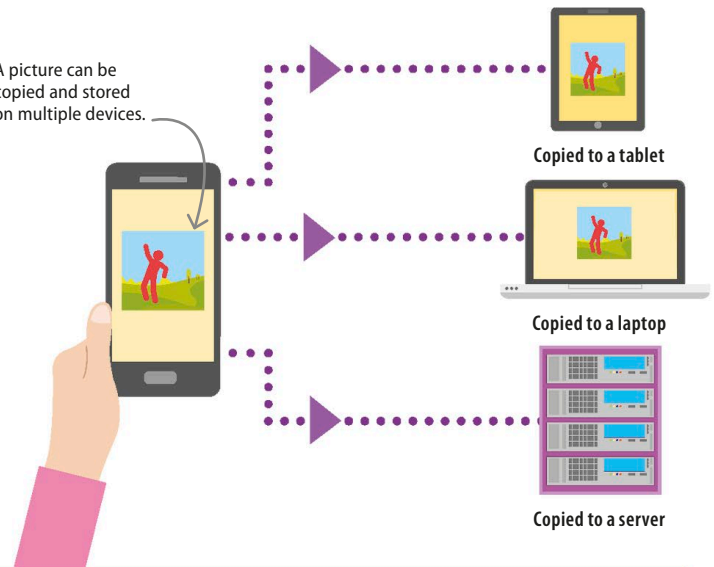 A picture can be
copied and stored
on multiple devices.
Copied to a tablet
Copied to a laptop
Copied to a server